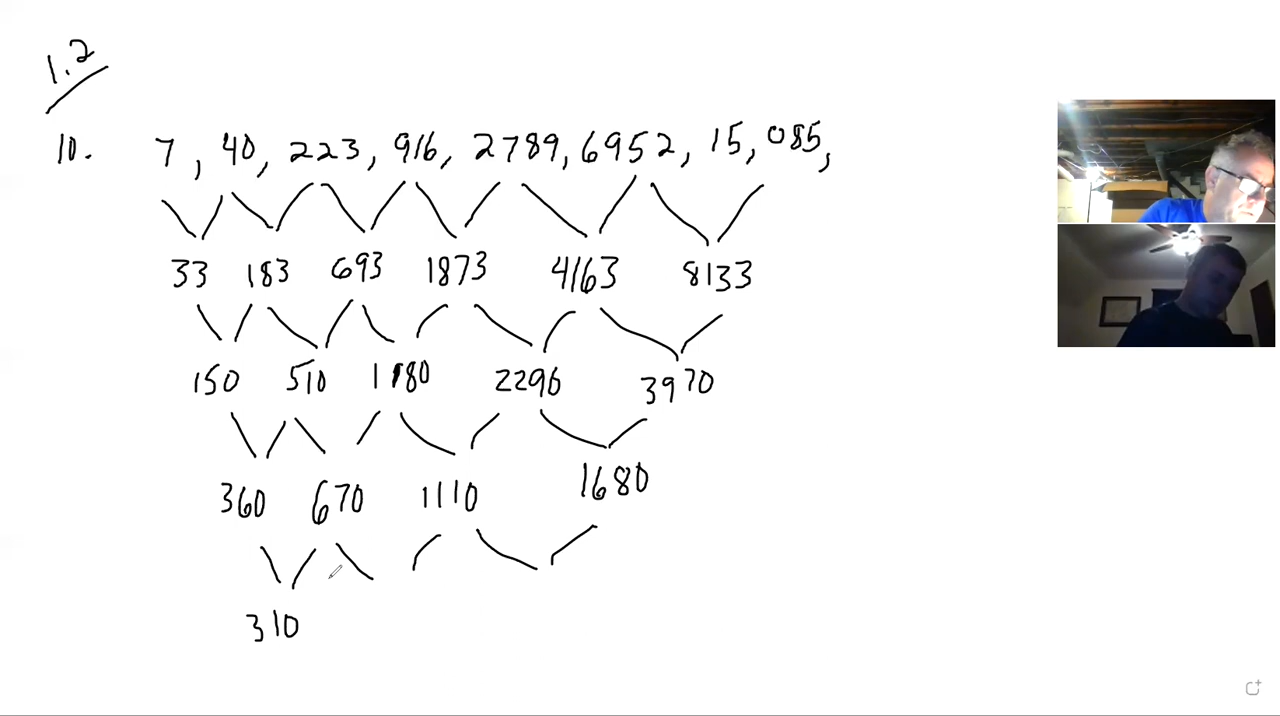 1.2
10. 7, 40, 223, 916, 2789, 6952, 15,085,
33 183 693 1873 4163 8133
150 510 1180 2296 3970
360 670 1110 1680
310